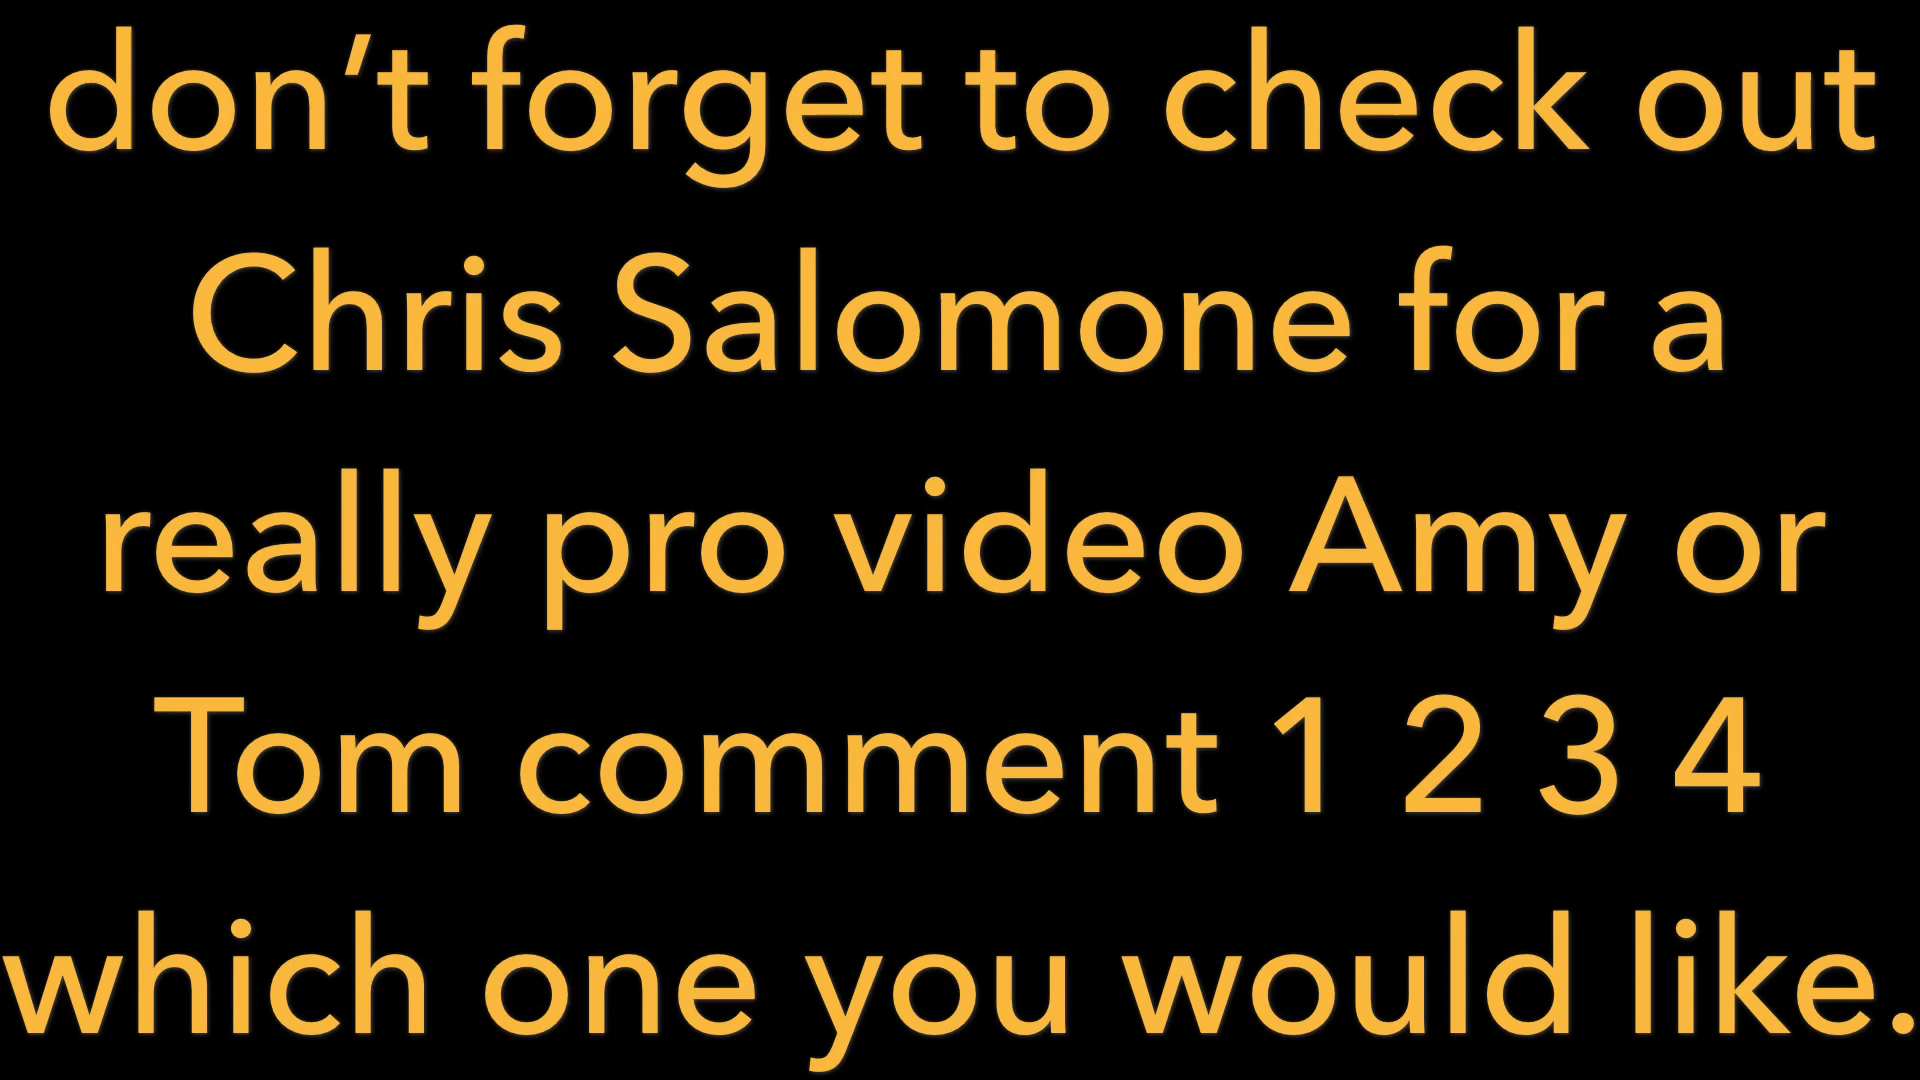 don’t forget to check out
Chris Salomone for a
really pro video Amy or
Tom comment 1 2 3 4
which one you would like.